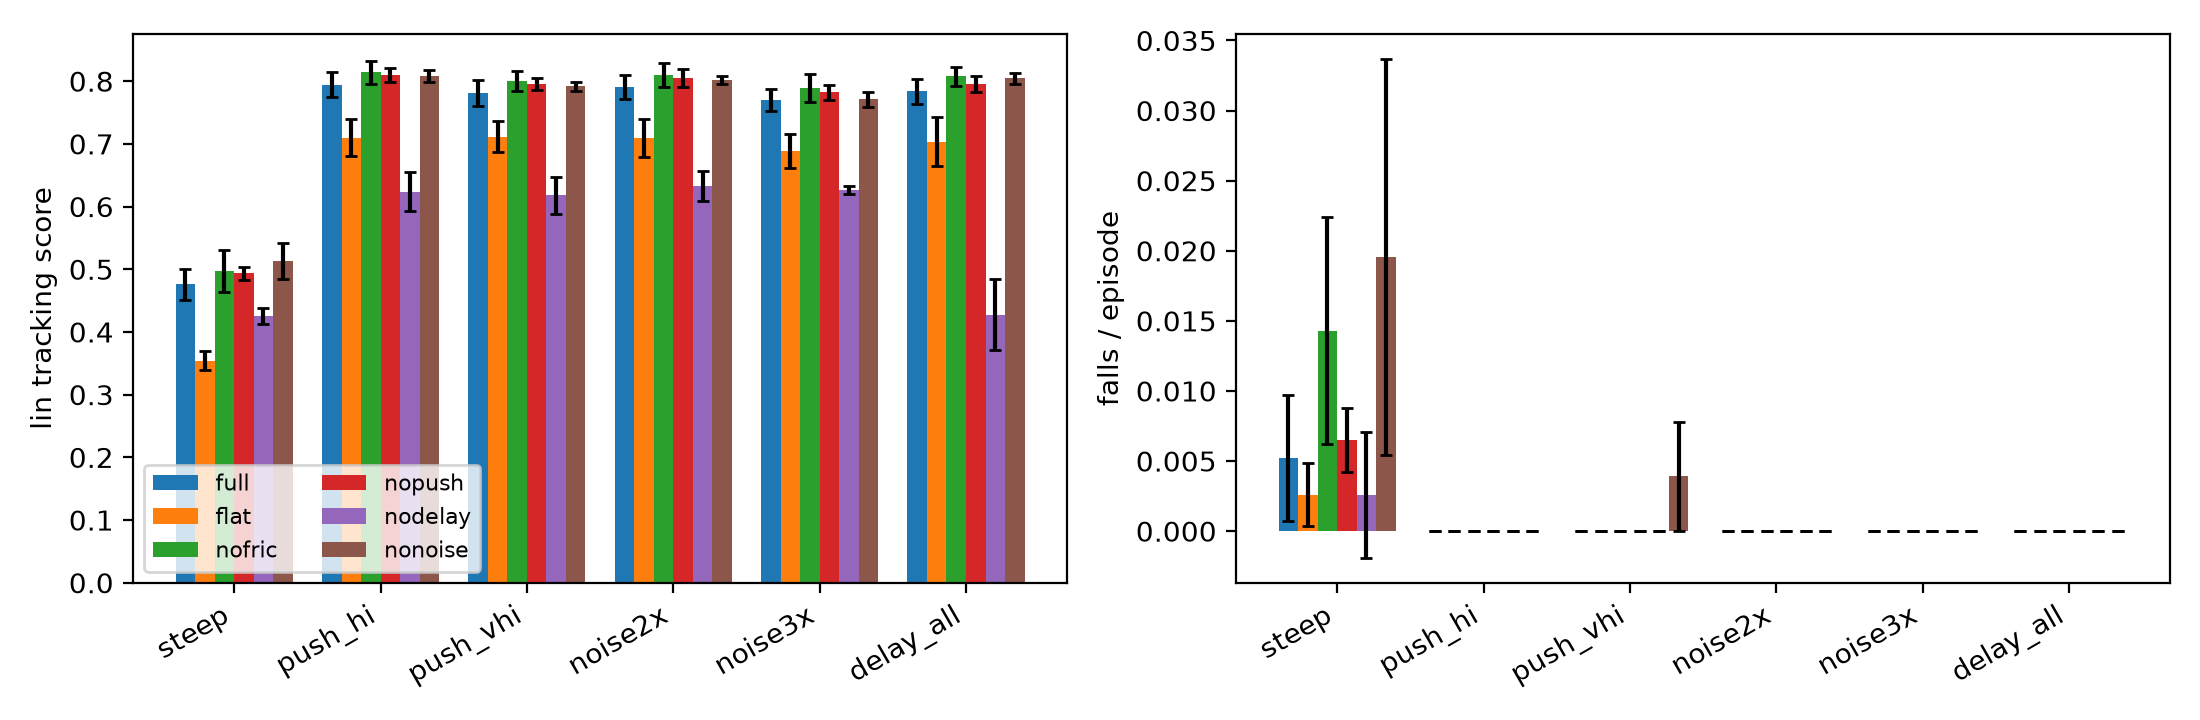 lin tracking score
0.8
0.7
0.6
0.5
0.4
0.3
0.2
0.1
0.0
full
flat
nofric
nopush
nodelay
nonoise
steep
push_hi
push_vhi
noise2x
noise3x
delay_all
falls / episode
0.035
0.030
0.025
0.020
0.015
0.010
0.005
0.000
steep
push_hi
push_vhi
noise2x
noise3x
delay_all